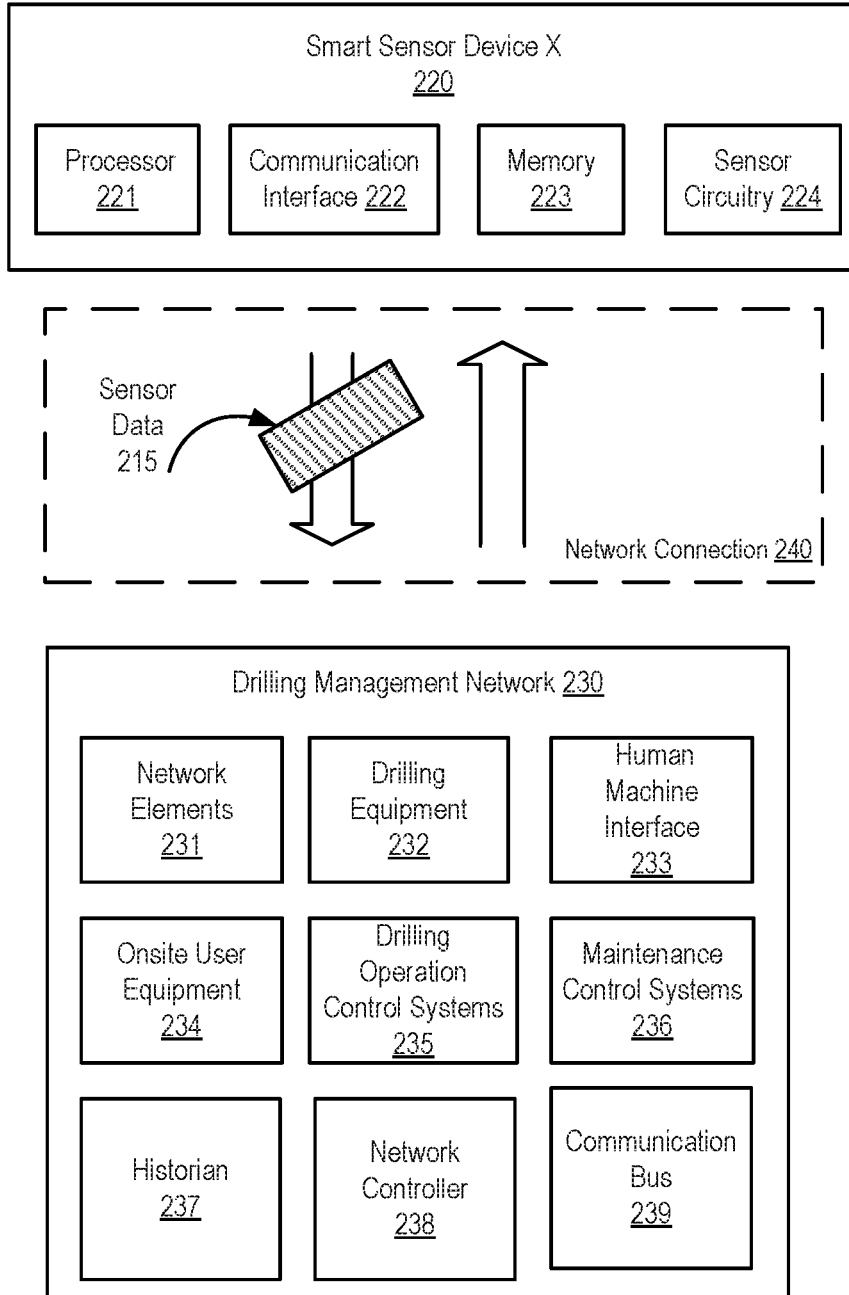 Smart Sensor Device X
220
Processor
221
Communication
Interface 222
Memory
223
Sensor
Circuitry 224
Sensor
Data
215
Network Connection 240
Drilling Management Network 230
Network
Elements
231
Drilling
Equipment
232
Human
Machine
Interface
233
Onsite User
Equipment
234
Drilling
Operation
Control Systems
235
Maintenance
Control Systems
236
Historian
237
Network
Controller
238
Communication
Bus
239